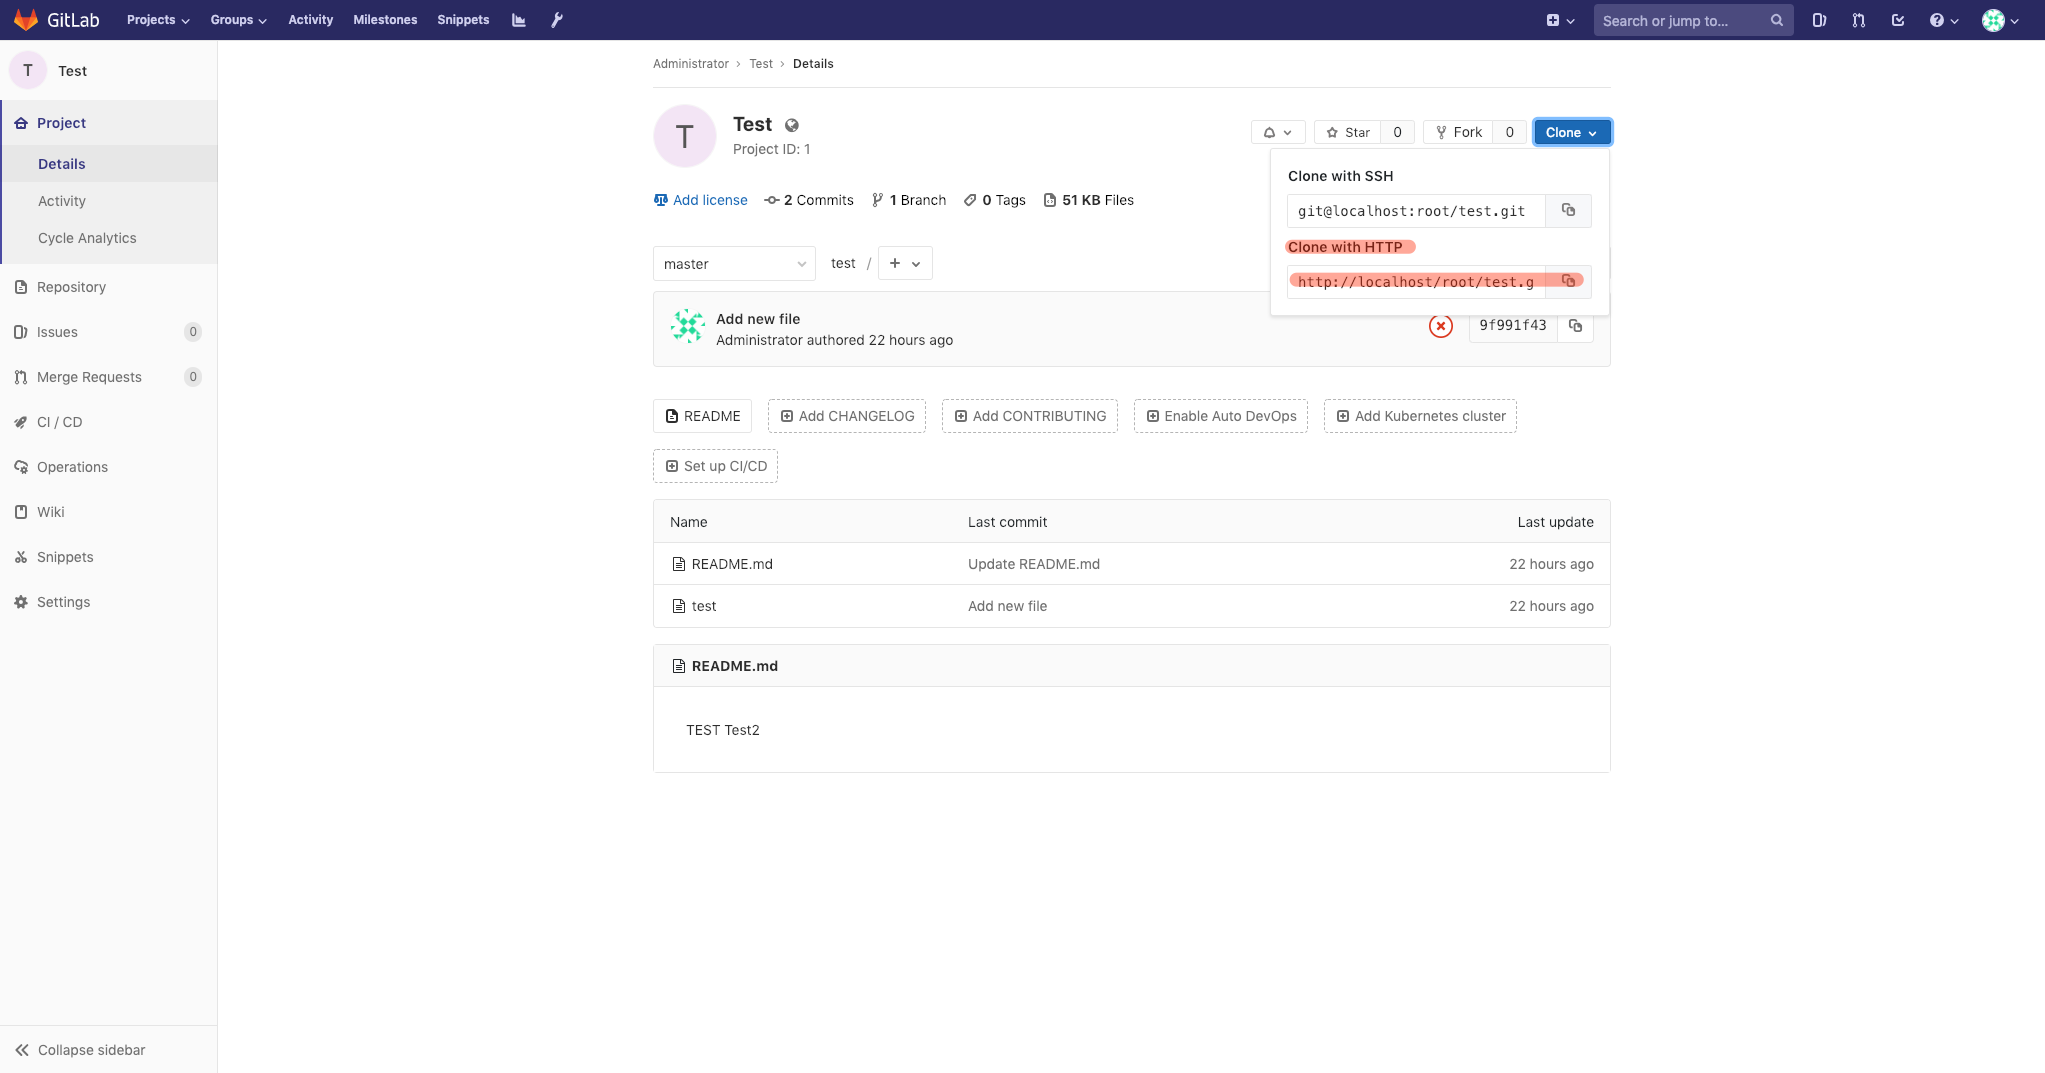 GitLab Projects Groups Activity Milestones Snippets Search or jump to...
T Test
Project
Details
Activity
Cycle Analytics
Repository
Issues 0
Merge Requests 0
CI / CD
Operations
Wiki
Snippets
Settings
Collapse sidebar
Administrator › Test › Details
T
Test
Project ID: 1
Star 0 Fork 0 Clone
Add license 2 Commits 1 Branch 0 Tags 51 KB Files
Clone with SSH
git@localhost:root/test.git
Clone with HTTP
http://localhost/root/test.g
master test / +
Add new file
Administrator authored 22 hours ago
9f991f43
README Add CHANGELOG Add CONTRIBUTING Enable Auto DevOps Add Kubernetes cluster
Set up CI/CD
Name Last commit Last update
README.md Update README.md 22 hours ago
test Add new file 22 hours ago
README.md
TEST Test2